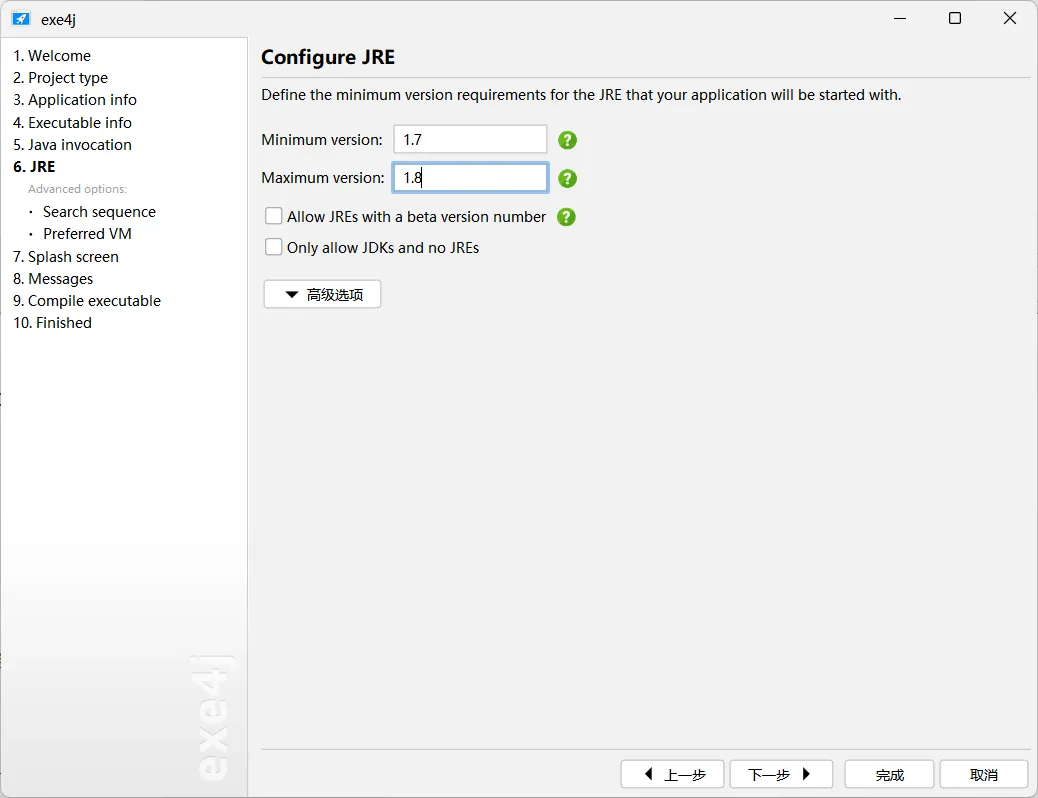 exe4j
1. Welcome
2. Project type
3. Application info
4. Executable info
5. Java invocation
6. JRE
Advanced options:
· Search sequence
· Preferred VM
7. Splash screen
8. Messages
9. Compile executable
10. Finished
exe4j
Configure JRE
Define the minimum version requirements for the JRE that your application will be started with.
Minimum version: 1.7 ?
Maximum version: 1.8 ?
Allow JREs with a beta version number ?
Only allow JDKs and no JREs
高级选项
上一步 下一步 完成 取消